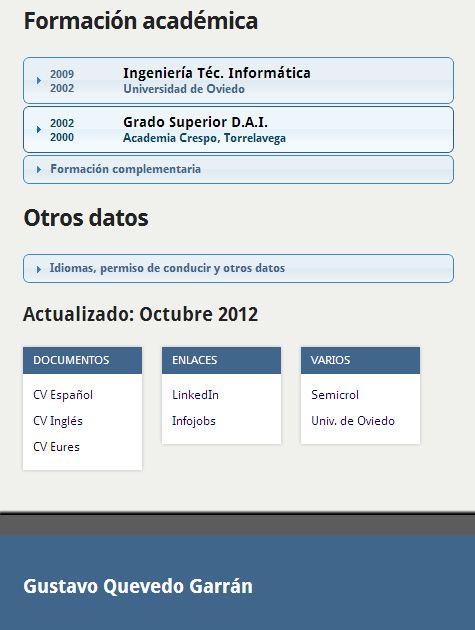 Formación académica
2009
Ingeniería Téc. Informática
2002
Universidad de Oviedo
2002
Grado Superior D.A.I.
2000
Academia Crespo, Torrelavega
Formación complementaria
Otros datos
Idiomas, permiso de conducir y otros datos
Actualizado: Octubre 2012
DOCUMENTOS
CV Español
CV Inglés
CV Eures
ENLACES
LinkedIn
Infojobs
VARIOS
Semicrol
Univ. de Oviedo
Gustavo Quevedo Garrán